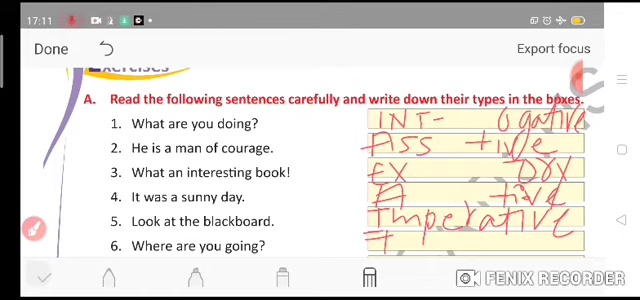 17:11
Done Export focus
Exercises
A. Read the following sentences carefully and write down their types in the boxes.
1. What are you doing? INT- ogative
2. He is a man of courage. Ass tive
3. What an interesting book! EX
4. It was a sunny day. A tive
5. Look at the blackboard. Imperative
6. Where are you going?
FENIX RECORDER